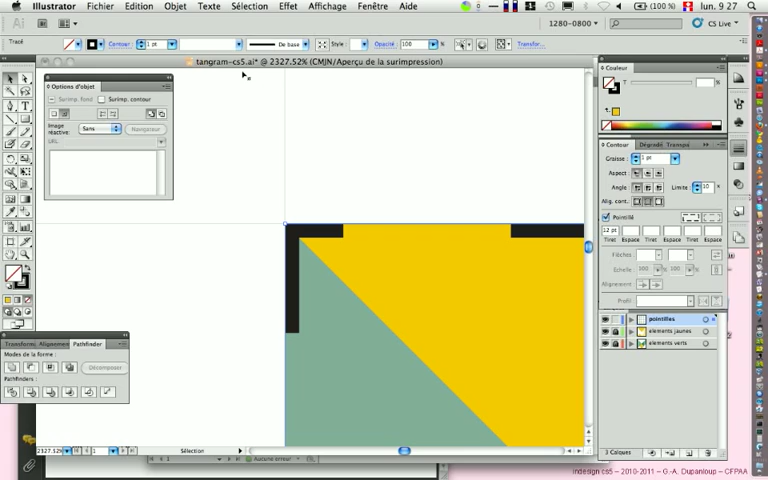 Illustrator Fichier Edition Objet Texte Sélection Effet Affichage Fenêtre Aide (100 %) lun. 9 27
Ai 1280-0800 CS Live
Tracé Contour : 1 pt De base Style : Opacité 100 % Transfor...
tangram-cs5.ai* @ 2327.52% (CMJN/Aperçu de la surimpression)
Options d'objet
Surimp. fond Surimp. contour
Image réactive: Sans Navigateur
URL
Couleur
T %
Contour Dégradé Transpa
Graisse : 1 pt
Aspect :
Angle : Limite : 10 x
Alig. cont. :
Pointillé
12 pt
Tiret Espace Tiret Espace Tiret Espace
Flèches :
Echelle : 100 % 100 %
Alignement :
Profil :
pointilles
elements jaunes
elements verts
3 Calques
Transform Alignement Pathfinder
Modes de la forme :
Décomposer
Pathfinders :
2327.52% 1 Sélection
Aucune erreur
indesign cs5 – 2010-2011 – G.-A. Dupanloup – CFPAA